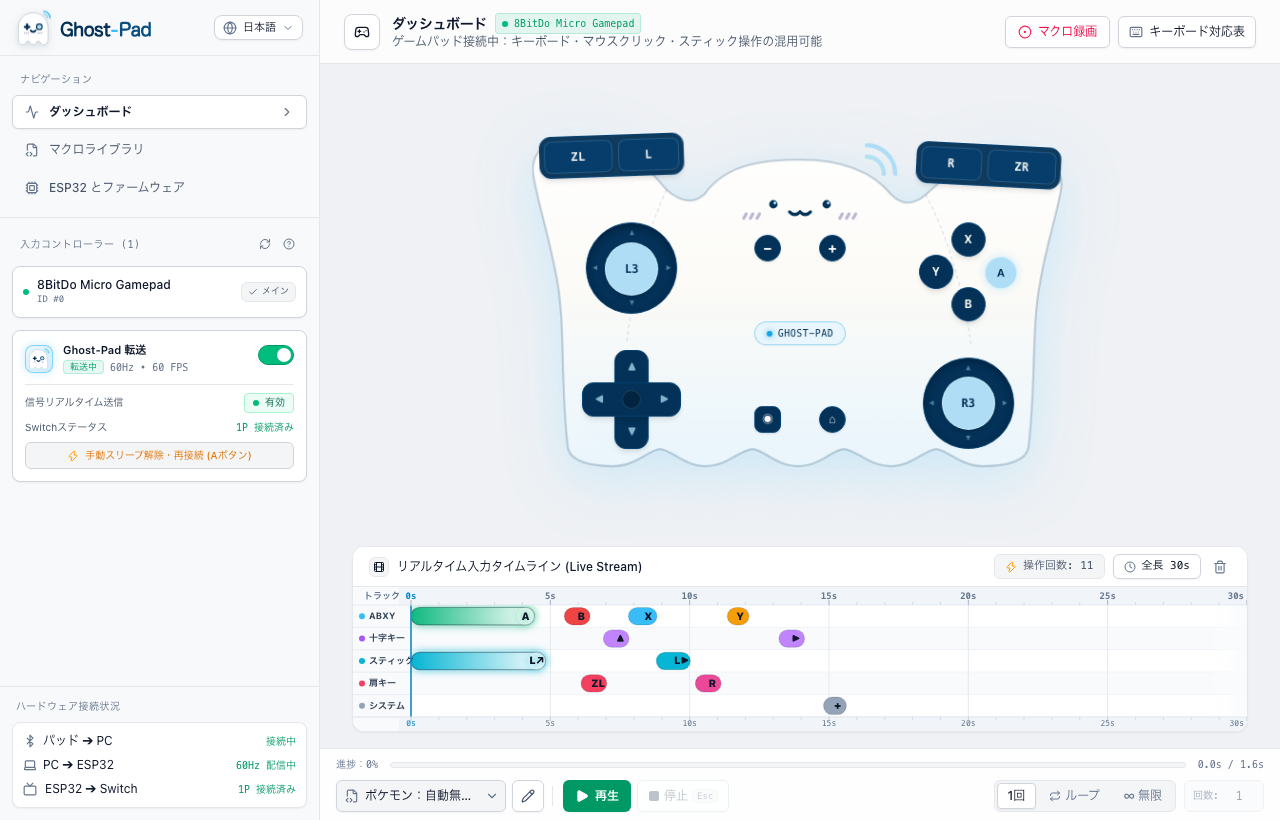 Ghost-Pad
日本語
ナビゲーション
ダッシュボード
マクロライブラリ
ESP32 とファームウェア
入力コントローラー (1)
8BitDo Micro Gamepad
ID #0
メイン
Ghost-Pad 転送
転送中 60Hz • 60 FPS
信号リアルタイム送信 有効
Switchステータス 1P 接続済み
手動スリープ解除・再接続 (Aボタン)
ハードウェア接続状況
パッド ➔ PC 接続中
PC ➔ ESP32 60Hz 配信中
ESP32 ➔ Switch 1P 接続済み
ダッシュボード 8BitDo Micro Gamepad
ゲームパッド接続中：キーボード・マウスクリック・スティック操作の混用可能
マクロ録画
キーボード対応表
ZL L R ZR
L3 − + X Y A B
GHOST-PAD
▲ ◀ ▶ ▼
⌂
R3
リアルタイム入力タイムライン (Live Stream)
操作回数: 11
全長 30s
トラック 0s 5s 10s 15s 20s 25s 30s
ABXY A B X Y
十字キー ▲ ▶
スティック L↗ L▶
肩キー ZL R
システム +
0s 5s 10s 15s 20s 25s 30s
進捗：0% 0.0s / 1.6s
ポケモン：自動無...
再生
停止 Esc
1回
ループ
∞ 無限
回数: 1